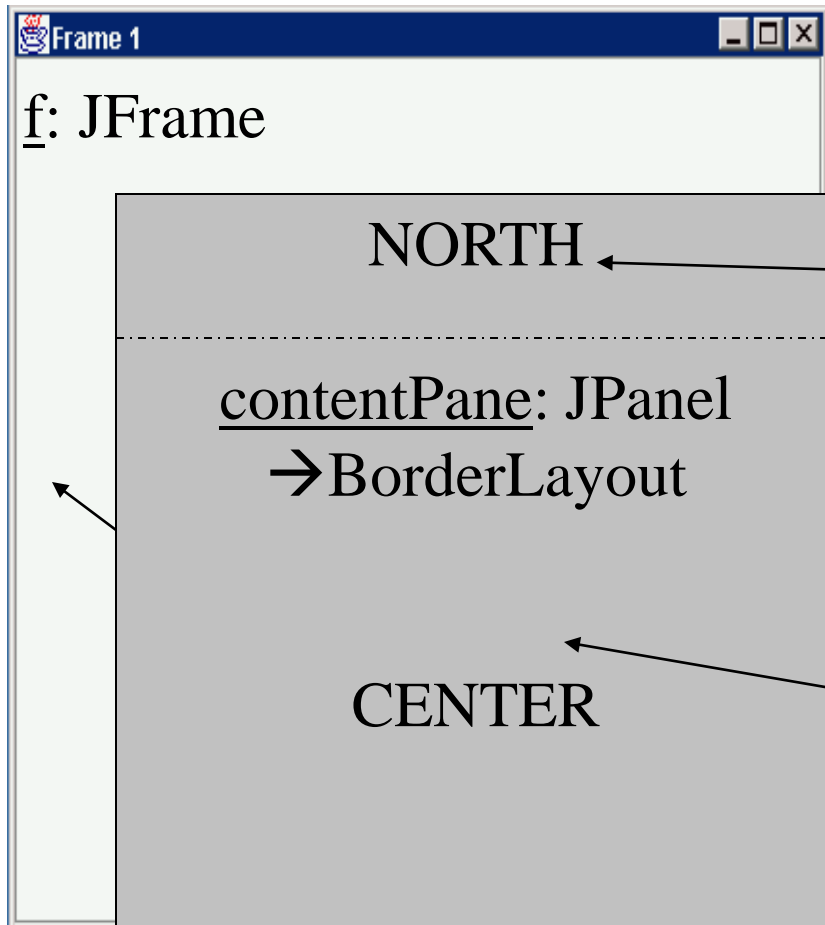 Frame 1
f: JFrame
NORTH
contentPane: JPanel
→BorderLayout
CENTER